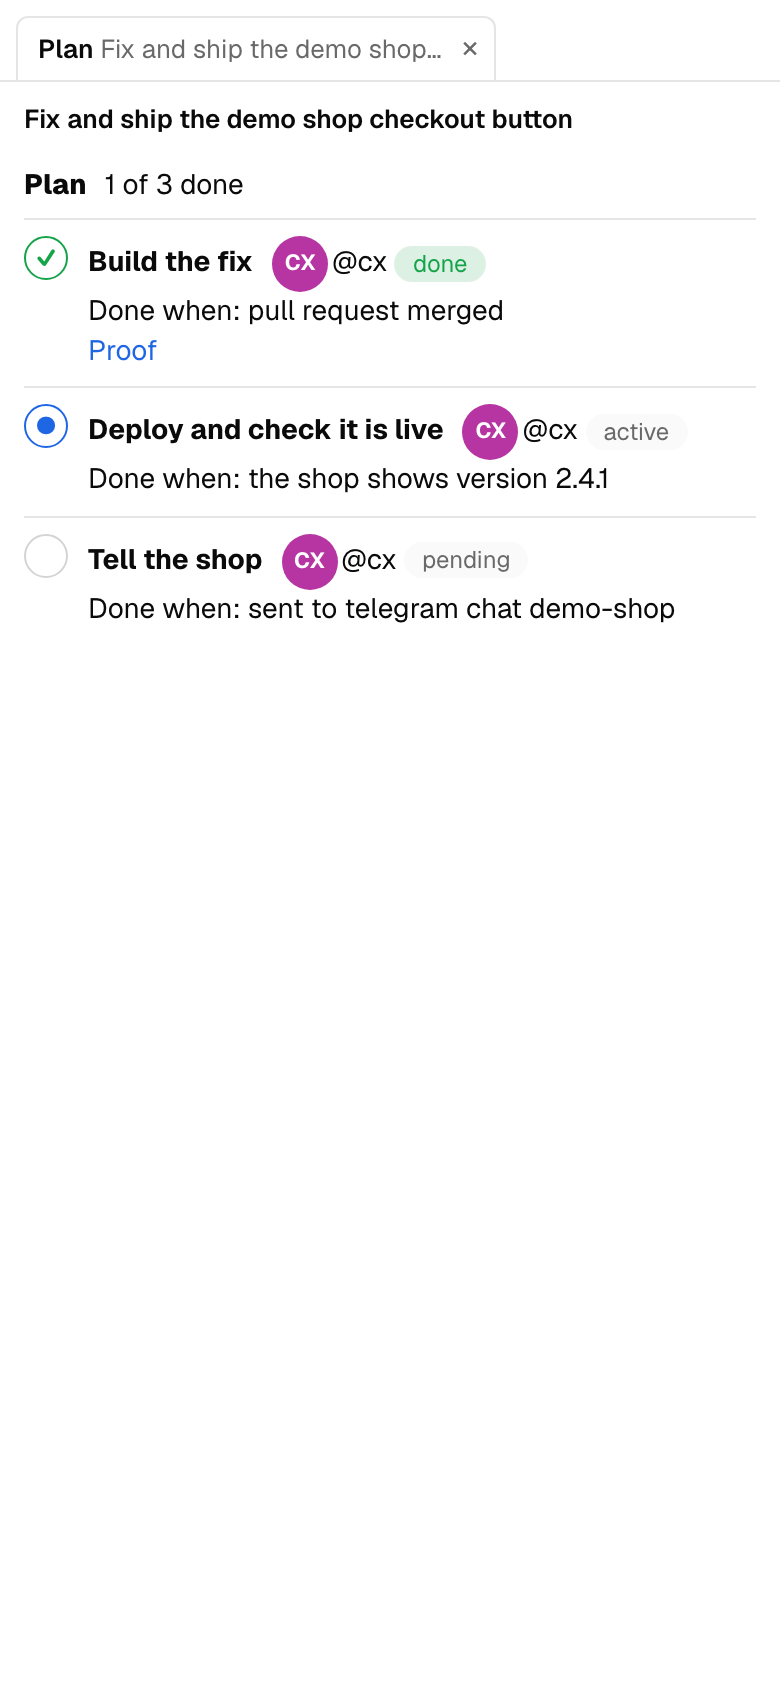 Plan Fix and ship the demo shop... ×
Fix and ship the demo shop checkout button
Plan 1 of 3 done
Build the fix CX @cx done
Done when: pull request merged
Proof
Deploy and check it is live CX @cx active
Done when: the shop shows version 2.4.1
Tell the shop CX @cx pending
Done when: sent to telegram chat demo-shop